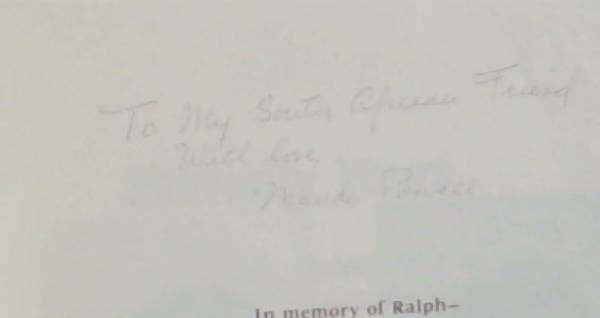 To My South African Friend
With love
In memory of Ralph—